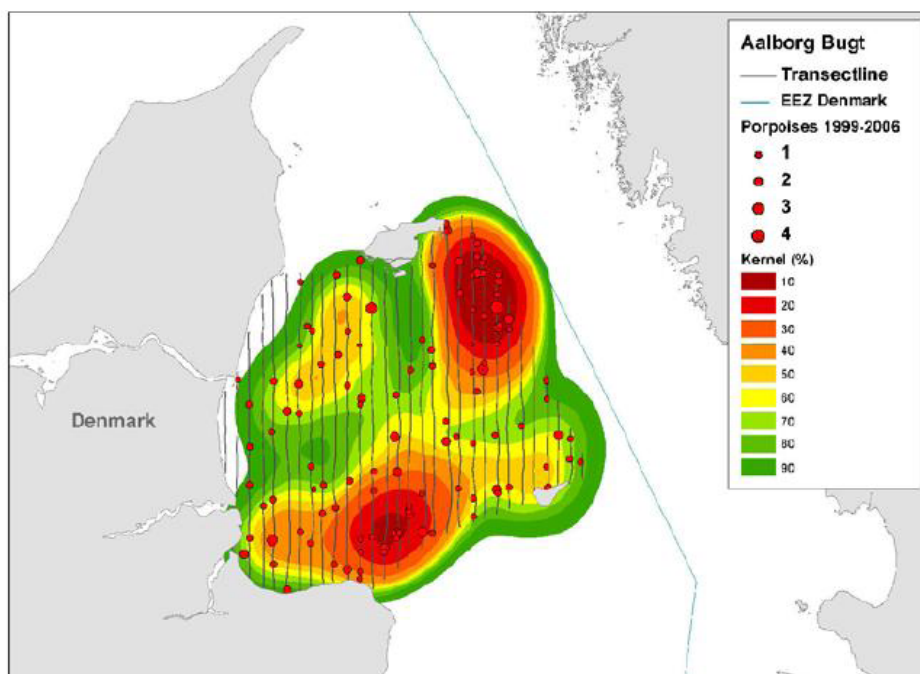 Aalborg Bugt
Transectline
EEZ Denmark
Porpoises 1999-2006
1
2
3
4
Kernel (%)
10
20
30
40
50
60
70
80
90
Denmark